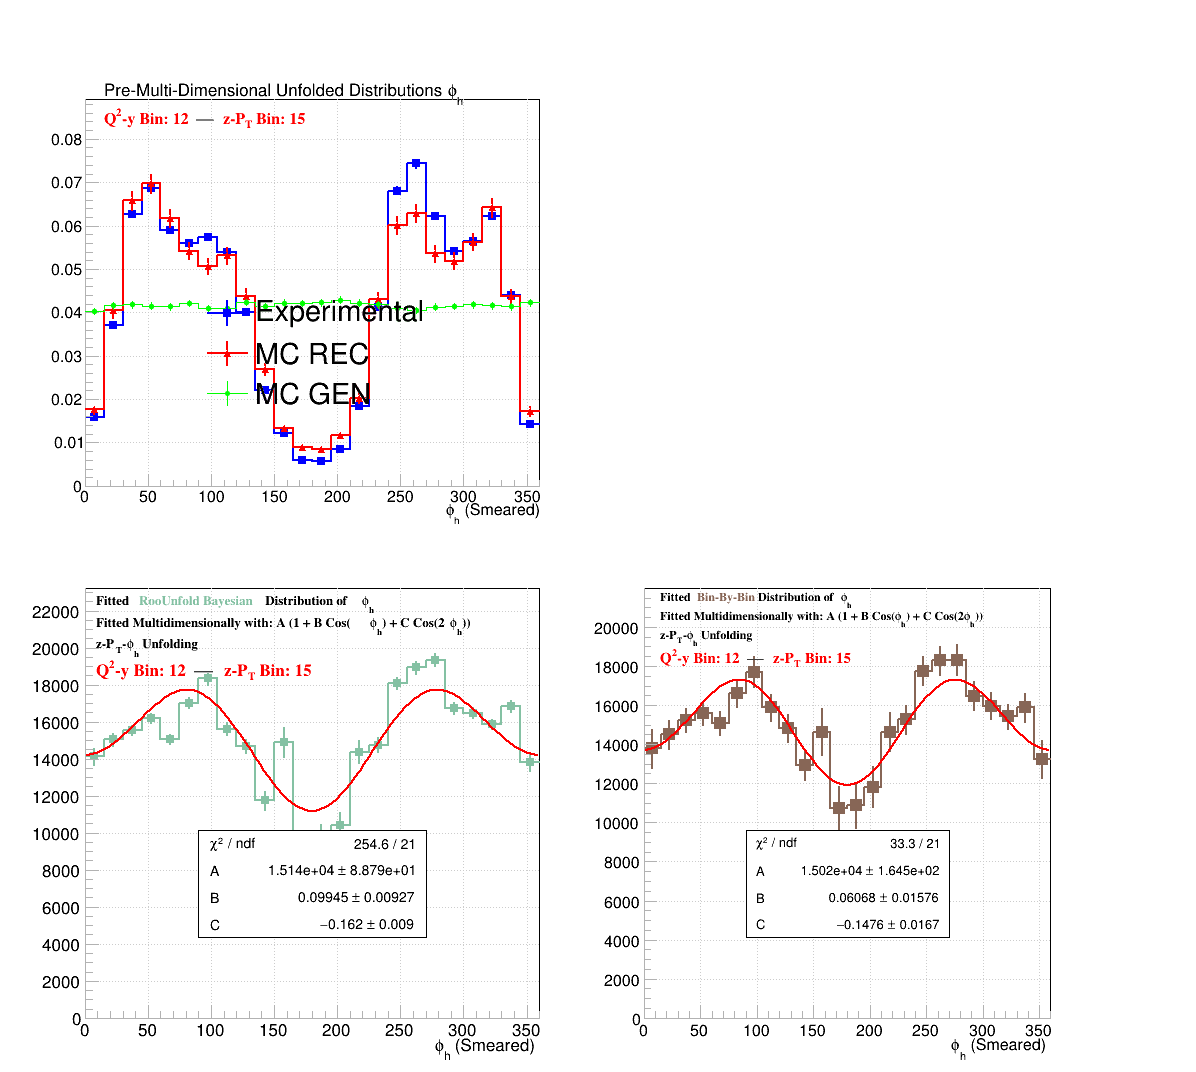 Pre-Multi-Dimensional Unfolded Distributions ϕh
Q²-y Bin: 12 — z-PT Bin: 15
0.08
0.07
0.06
0.05
0.04
0.03
0.02
0.01
0
Experimental
MC REC
MC GEN
0 50 100 150 200 250 300 350
ϕh (Smeared)
Fitted RooUnfold Bayesian Distribution of ϕh
Fitted Multidimensionally with: A (1 + B Cos( ϕh) + C Cos(2 ϕh))
z-PT-ϕh Unfolding
Q²-y Bin: 12 — z-PT Bin: 15
22000
20000
18000
16000
14000
12000
10000
8000
6000
4000
2000
0
χ² / ndf 254.6 / 21
A 1.514e+04 ± 8.879e+01
B 0.09945 ± 0.00927
C −0.162 ± 0.009
0 50 100 150 200 250 300 350
ϕh (Smeared)
Fitted Bin-By-Bin Distribution of ϕh
Fitted Multidimensionally with: A (1 + B Cos(ϕh) + C Cos(2ϕh))
z-PT-ϕh Unfolding
Q²-y Bin: 12 — z-PT Bin: 15
20000
18000
16000
14000
12000
10000
8000
6000
4000
2000
0
χ² / ndf 33.3 / 21
A 1.502e+04 ± 1.645e+02
B 0.06068 ± 0.01576
C −0.1476 ± 0.0167
0 50 100 150 200 250 300 350
ϕh (Smeared)